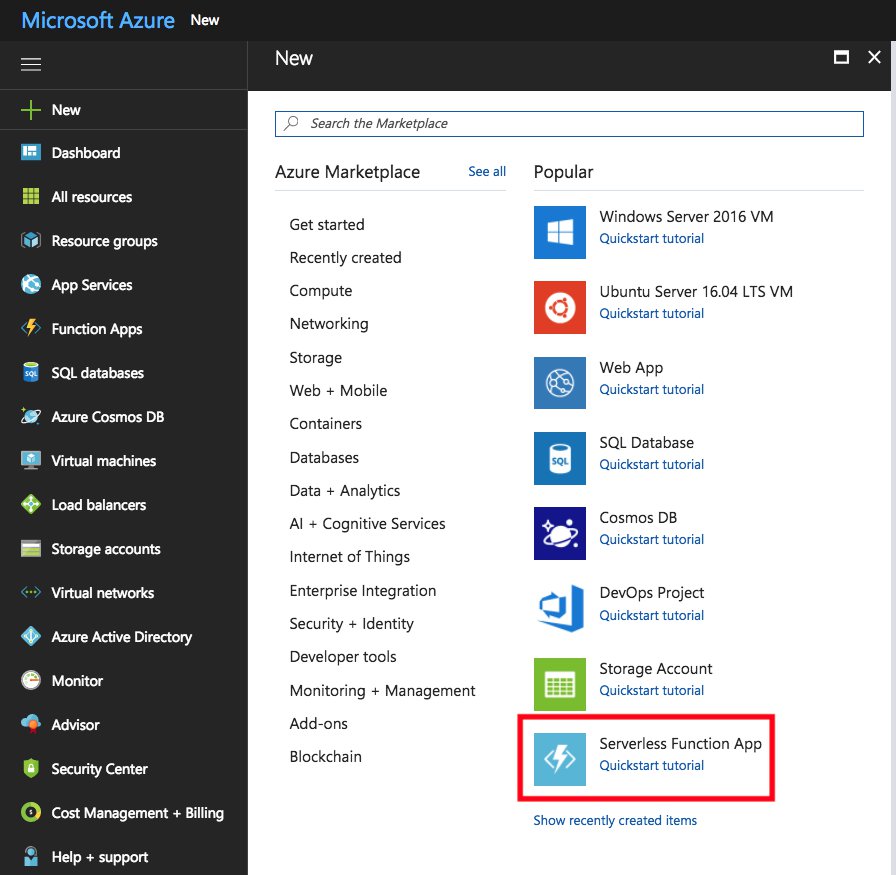 Microsoft Azure New
New
Dashboard
All resources
Resource groups
App Services
Function Apps
SQL databases
Azure Cosmos DB
Virtual machines
Load balancers
Storage accounts
Virtual networks
Azure Active Directory
Monitor
Advisor
Security Center
Cost Management + Billing
Help + support
New
Search the Marketplace
Azure Marketplace See all
Get started
Recently created
Compute
Networking
Storage
Web + Mobile
Containers
Databases
Data + Analytics
AI + Cognitive Services
Internet of Things
Enterprise Integration
Security + Identity
Developer tools
Monitoring + Management
Add-ons
Blockchain
Popular
Windows Server 2016 VM
Quickstart tutorial
Ubuntu Server 16.04 LTS VM
Quickstart tutorial
Web App
Quickstart tutorial
SQL
SQL Database
Quickstart tutorial
Cosmos DB
Quickstart tutorial
DevOps Project
Quickstart tutorial
Storage Account
Quickstart tutorial
Serverless Function App
Quickstart tutorial
Show recently created items